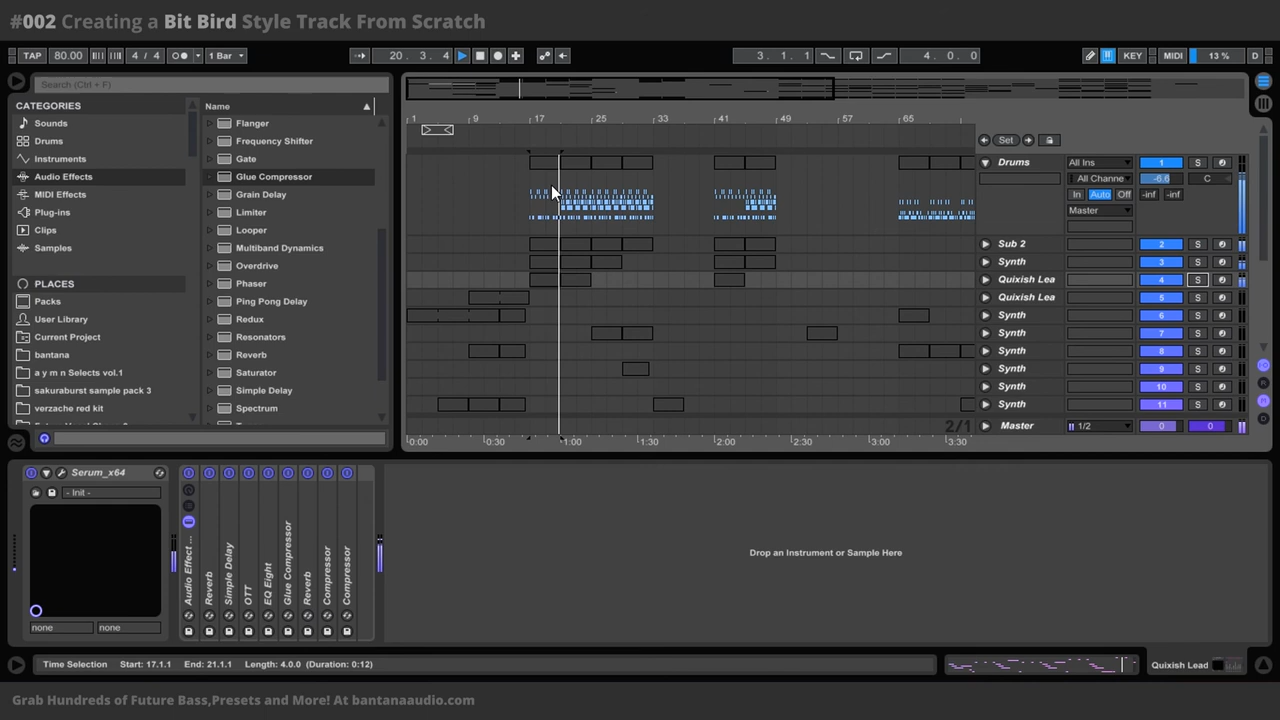 #002 Creating a Bit Bird Style Track From Scratch
TAP 80.00 4 / 4 1 Bar 20. 3. 4 3. 1. 1 4. 0. 0 KEY MIDI 13 % D
Search (Ctrl + F)
CATEGORIES
Sounds
Drums
Instruments
Audio Effects
MIDI Effects
Plug-ins
Clips
Samples
PLACES
Packs
User Library
Current Project
bantana
a y m n Selects vol.1
sakuraburst sample pack 3
verzache red kit
Name
Flanger
Frequency Shifter
Gate
Glue Compressor
Grain Delay
Limiter
Looper
Multiband Dynamics
Overdrive
Phaser
Ping Pong Delay
Redux
Resonators
Reverb
Saturator
Simple Delay
Spectrum
1 9 17 25 33 41 49 57 65
Set
Drums All Ins 1 S
All Channe -6.6 C
In Auto Off -inf -inf
Master
Sub 2 2 S
Synth 3 S
Quixish Lea 4 S
Quixish Lea 5 S
Synth 6 S
Synth 7 S
Synth 8 S
Synth 9 S
Synth 10 S
Synth 11 S
2/1
Master 1/2 0 0
0:00 0:30 1:00 1:30 2:00 2:30 3:00 3:30
Serum_x64
- Init -
none none
Audio Effect ...
Reverb
Simple Delay
OTT
EQ Eight
Glue Compressor
Reverb
Compressor
Compressor
Drop an Instrument or Sample Here
Time Selection Start: 17.1.1 End: 21.1.1 Length: 4.0.0 (Duration: 0:12)
Quixish Lead
Grab Hundreds of Future Bass,Presets and More! At bantanaaudio.com